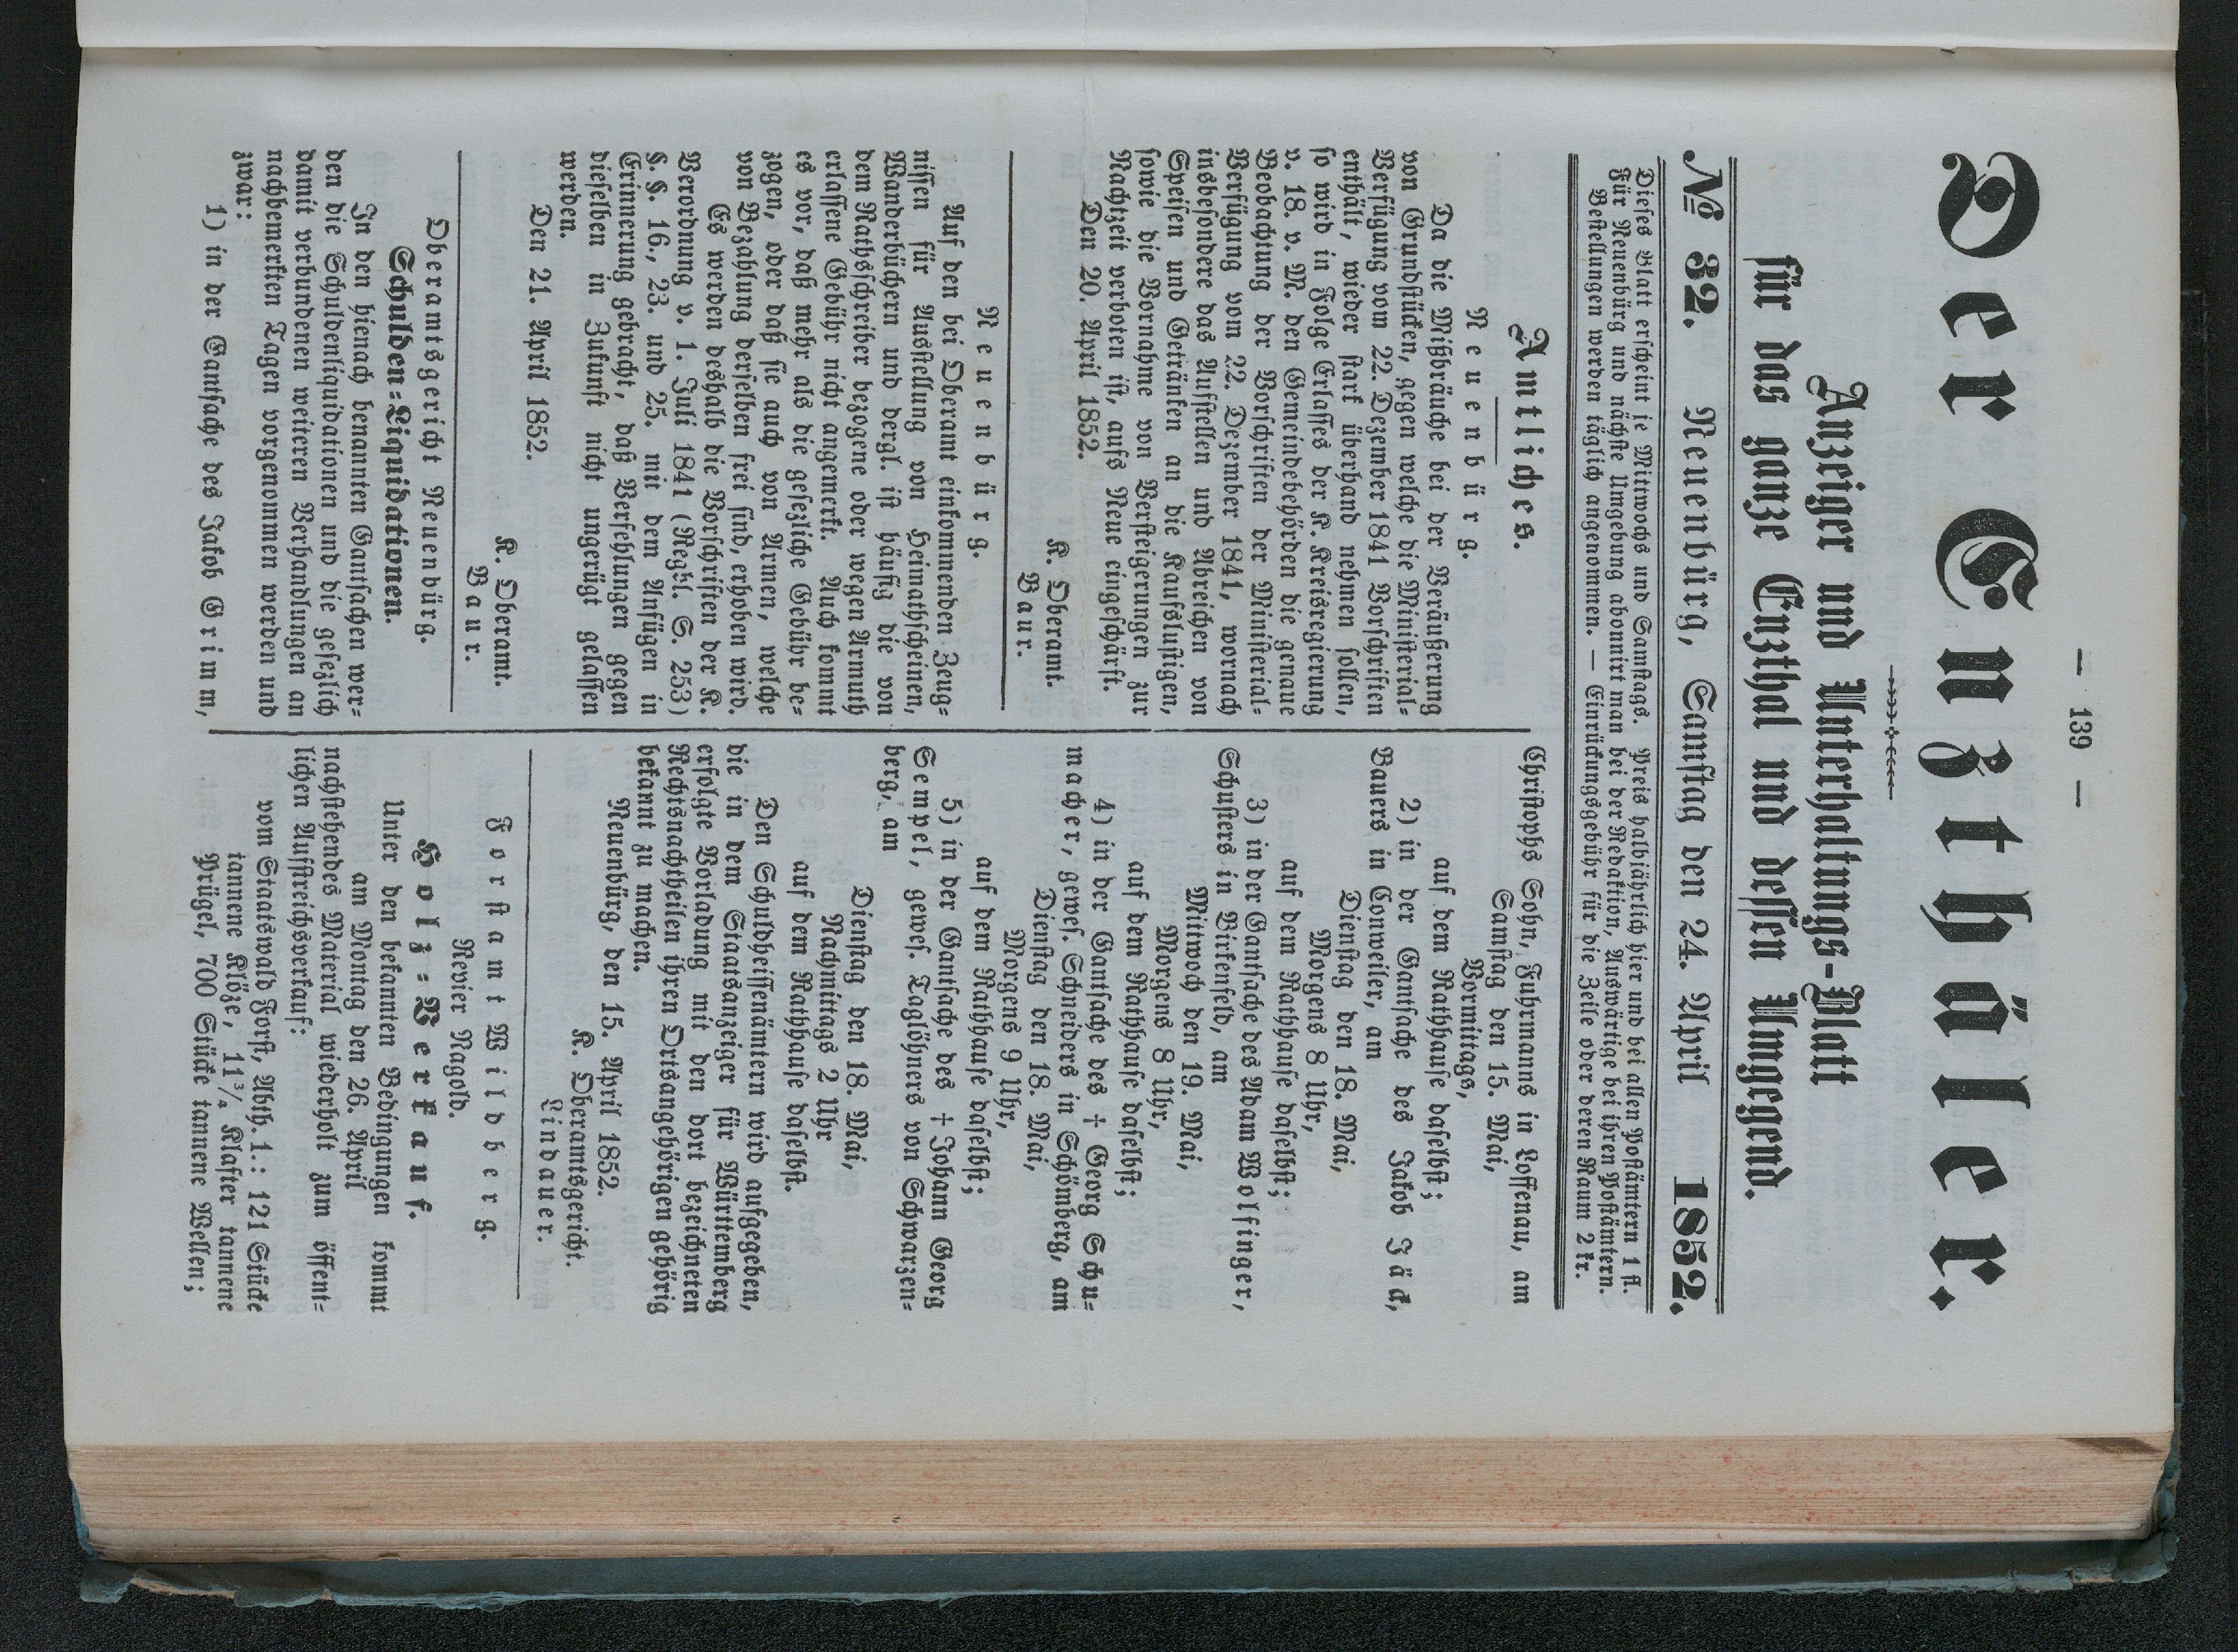 — 139 —
Der Enzthäler.
Anzeiger und Unterhaltungs-Blatt
für das ganze Enzthal und dessen Umgegend.
№ 32. Neuenbürg, Samstag den 24. April 1852.
Dieses Blatt erscheint je Mittwochs und Samstags. Preis halbjährlich hier und bei allen Postämtern 1 fl.
Für Neuenbürg und nächste Umgebung abonnirt man bei der Redaktion, Auswärtige bei ihren Postämtern.
Bestellungen werden täglich angenommen. — Einrückungsgebühr für die Zeile oder deren Raum 2 kr.
Amtliches.
Neuenbürg.
Da die Mißbräuche bei der Veräußerung
von Grundstücken, gegen welche die Ministerial-
Verfügung vom 22. Dezember 1841 Vorschriften
enthält, wieder stark überhand nehmen sollen,
so wird in Folge Erlasses der K. Kreisregierung
v. 18. v. M. den Gemeindebehörden die genaue
Beobachtung der Vorschriften der Ministerial-
Verfügung vom 22. Dezember 1841, wornach
insbesondere das Aufstellen und Abreichen von
Speisen und Getränken an die Kaufslustigen,
sowie die Vornahme von Versteigerungen zur
Nachtzeit verboten ist, aufs Neue eingeschärft.
Den 20. April 1852.
K. Oberamt.
Baur.
Neuenbürg.
Auf den bei Oberamt einkommenden Zeug-
nissen für Ausstellung von Heimathscheinen,
Wanderbüchern und dergl. ist häufig die von
dem Rathsschreiber bezogene oder wegen Armuth
erlassene Gebühr nicht angemerkt. Auch kommt
es vor, daß mehr als die gesezliche Gebühr be-
zogen, oder daß sie auch von Armen, welche
von Bezahlung derselben frei sind, erhoben wird.
Es werden deshalb die Vorschriften der K.
Verordnung v. 1. Juli 1841 (Regbl. S. 253)
§.§. 16., 23. und 25. mit dem Anfügen in
Erinnerung gebracht, daß Verfehlungen gegen
dieselben in Zukunft nicht ungerügt gelassen
werden.
Den 21. April 1852.
K. Oberamt.
Baur.
Oberamtsgericht Neuenbürg.
Schulden-Liquidationen.
In den hienach benannten Gantsachen wer-
den die Schuldenliquidationen und die gesezlich
damit verbundenen weiteren Verhandlungen an
nachbemerkten Tagen vorgenommen werden und
zwar:
1) in der Gantsache des Jakob Grimm,
Christophs Sohn, Fuhrmanns in Loffenau, am
Samstag den 15. Mai,
Vormittags,
auf dem Rathhause daselbst;
2) in der Gantsache des Jakob Jäck,
Bauers in Conweiler, am
Dienstag den 18. Mai,
Morgens 8 Uhr,
auf dem Rathhause daselbst;
3) in der Gantsache des Adam Wolfinger,
Schusters in Birkenfeld, am
Mittwoch den 19. Mai,
Morgens 8 Uhr,
auf dem Rathhause daselbst;
4) in der Gantsache des † Georg Schu-
macher, gewes. Schneiders in Schömberg, am
Dienstag den 18. Mai,
Morgens 9 Uhr,
auf dem Rathhause daselbst;
5) in der Gantsache des † Johann Georg
Sempel, gewes. Taglöhners von Schwarzen-
berg, am
Dienstag den 18. Mai,
Nachmittags 2 Uhr
auf dem Rathhause daselbst.
Den Schuldheissenämtern wird aufgegeben,
die in dem Staatsanzeiger für Württemberg
erfolgte Vorladung mit den dort bezeichneten
Rechtsnachtheilen ihren Ortsangehörigen gehörig
bekannt zu machen.
Neuenbürg, den 15. April 1852.
K. Oberamtsgericht.
Lindauer.
Forstamt Wildberg.
Revier Nagold.
Holz-Verkauf.
Unter den bekannten Bedingungen kommt
am Montag den 26. April
nachstehendes Material wiederholt zum öffent-
lichen Aufstreichsverkauf:
vom Staatswald Forst, Abth. 1.: 121 Stücke
tannene Klöze, 11¾ Klafter tannene
Prügel, 700 Stücke tannene Wellen;